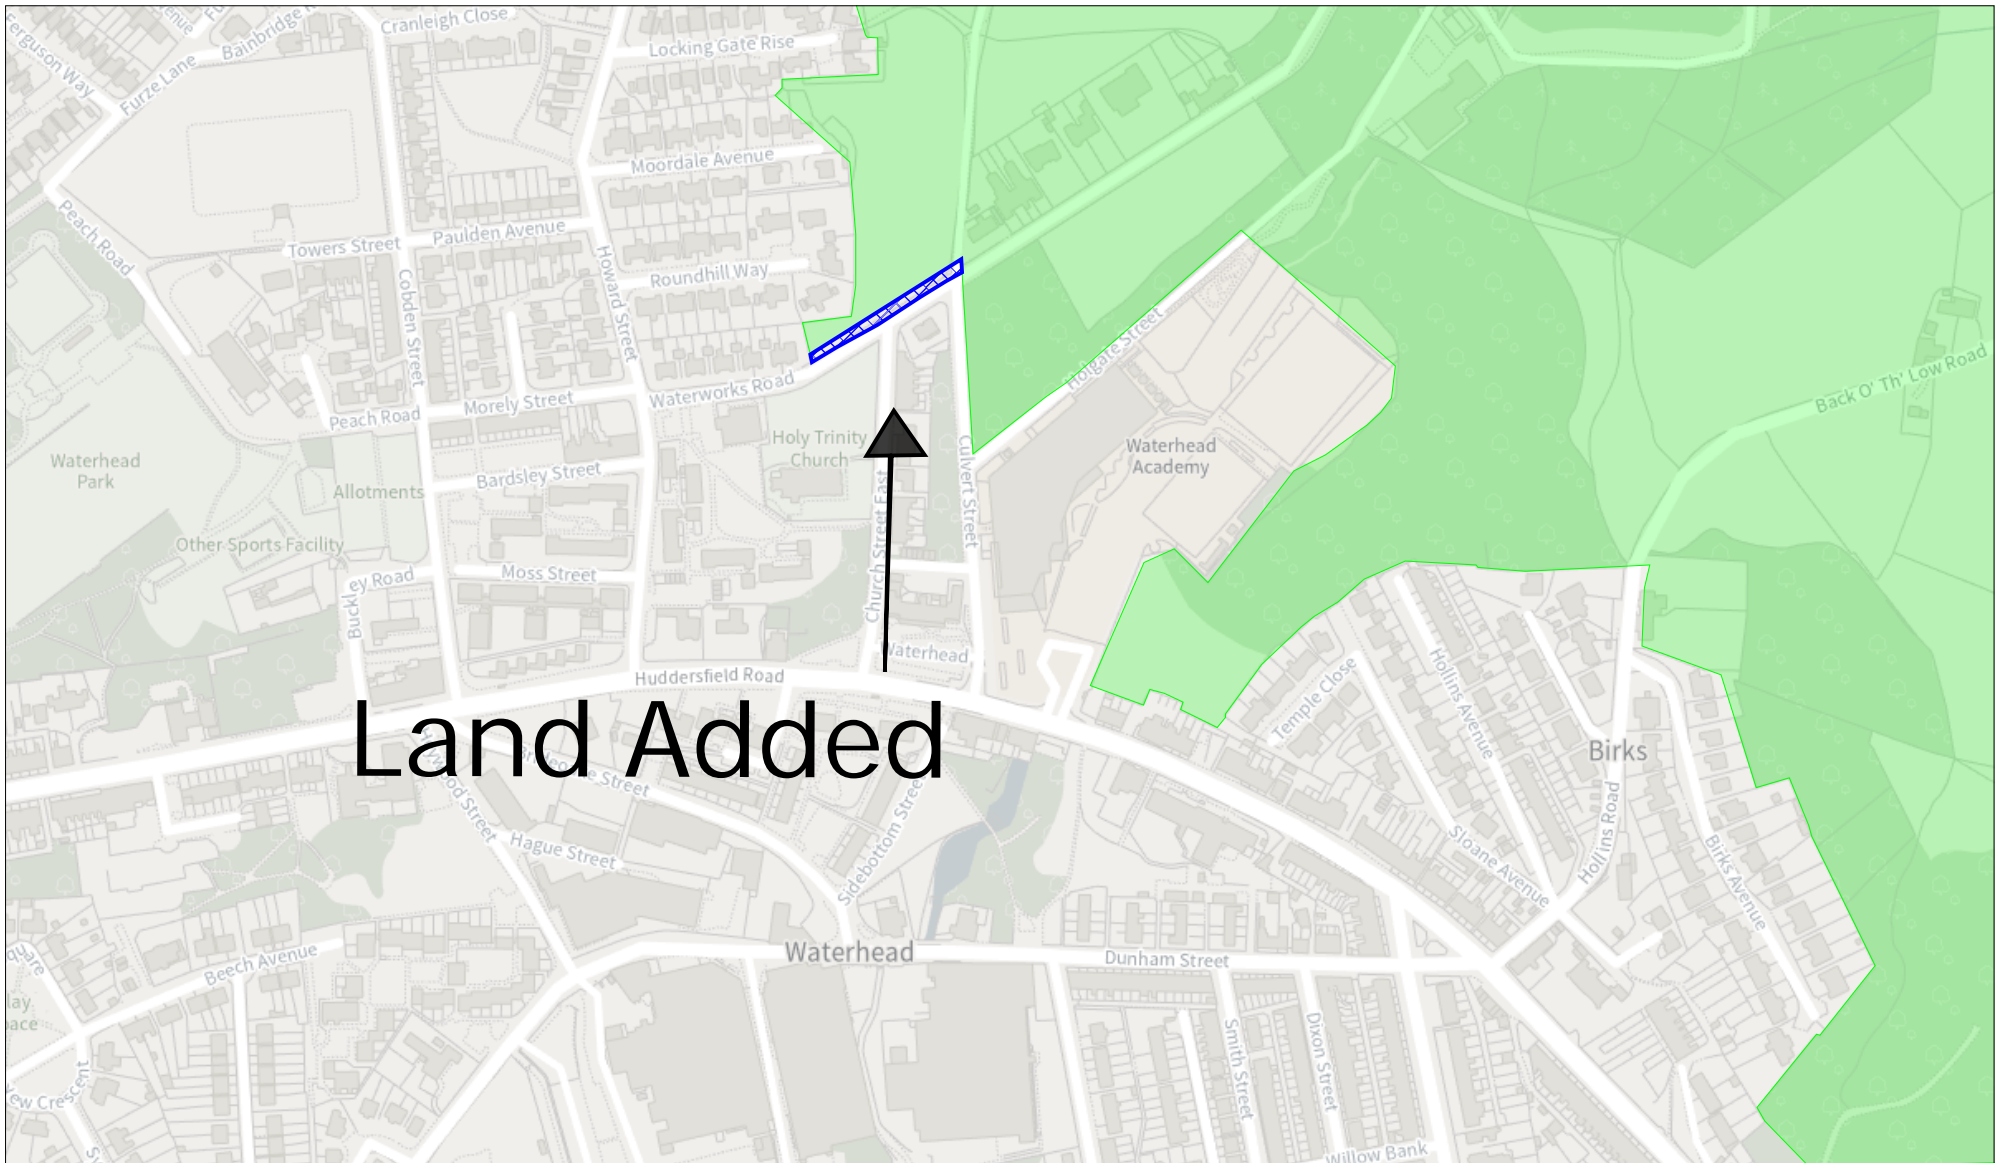 Cranleigh Close
Bainbridge
Locking Gate Rise
Ferguson Way
Furze Lane
Moordale Avenue
Peach Road
Towers Street
Paulden Avenue
Howard Street
Roundhill Way
Cobden Street
Holgate Street
Back O' Th' Low Road
Waterworks Road
Morely Street
Peach Road
Holy Trinity
Church
Culvert Street
Waterhead
Academy
Waterhead
Park
Bardsley Street
Allotments
Church Street East
Other Sports Facility
Moss Street
Buckley Road
Waterhead
Huddersfield Road
Temple Close
Hollins Avenue
Land Added
Birks
Street
Sidebottom Street
Hague Street
Sloane Avenue
Hollins Road
Birks Avenue
Beech Avenue
Waterhead
Dunham Street
Smith Street
Dixon Street
Willow Bank